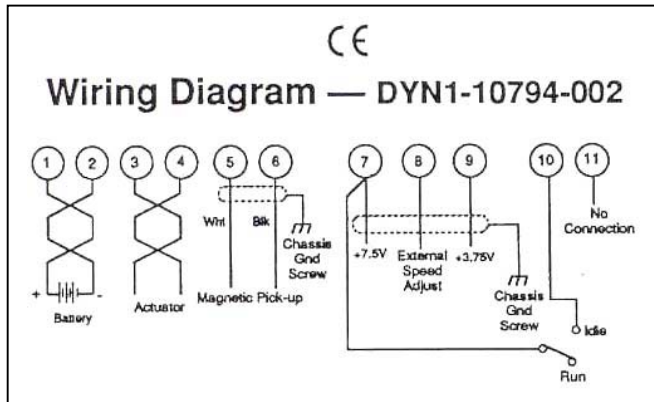 CE
Wiring Diagram — DYN1-10794-002
1 2 3 4 5 6 7 8 9 10 11
Wht Blk
Chassis
Gnd
Screw
+ -
Battery
Actuator
Magnetic Pick-up
+7.5V
External
Speed
Adjust
+3.75V
Chassis
Gnd
Screw
No
Connection
Idle
Run